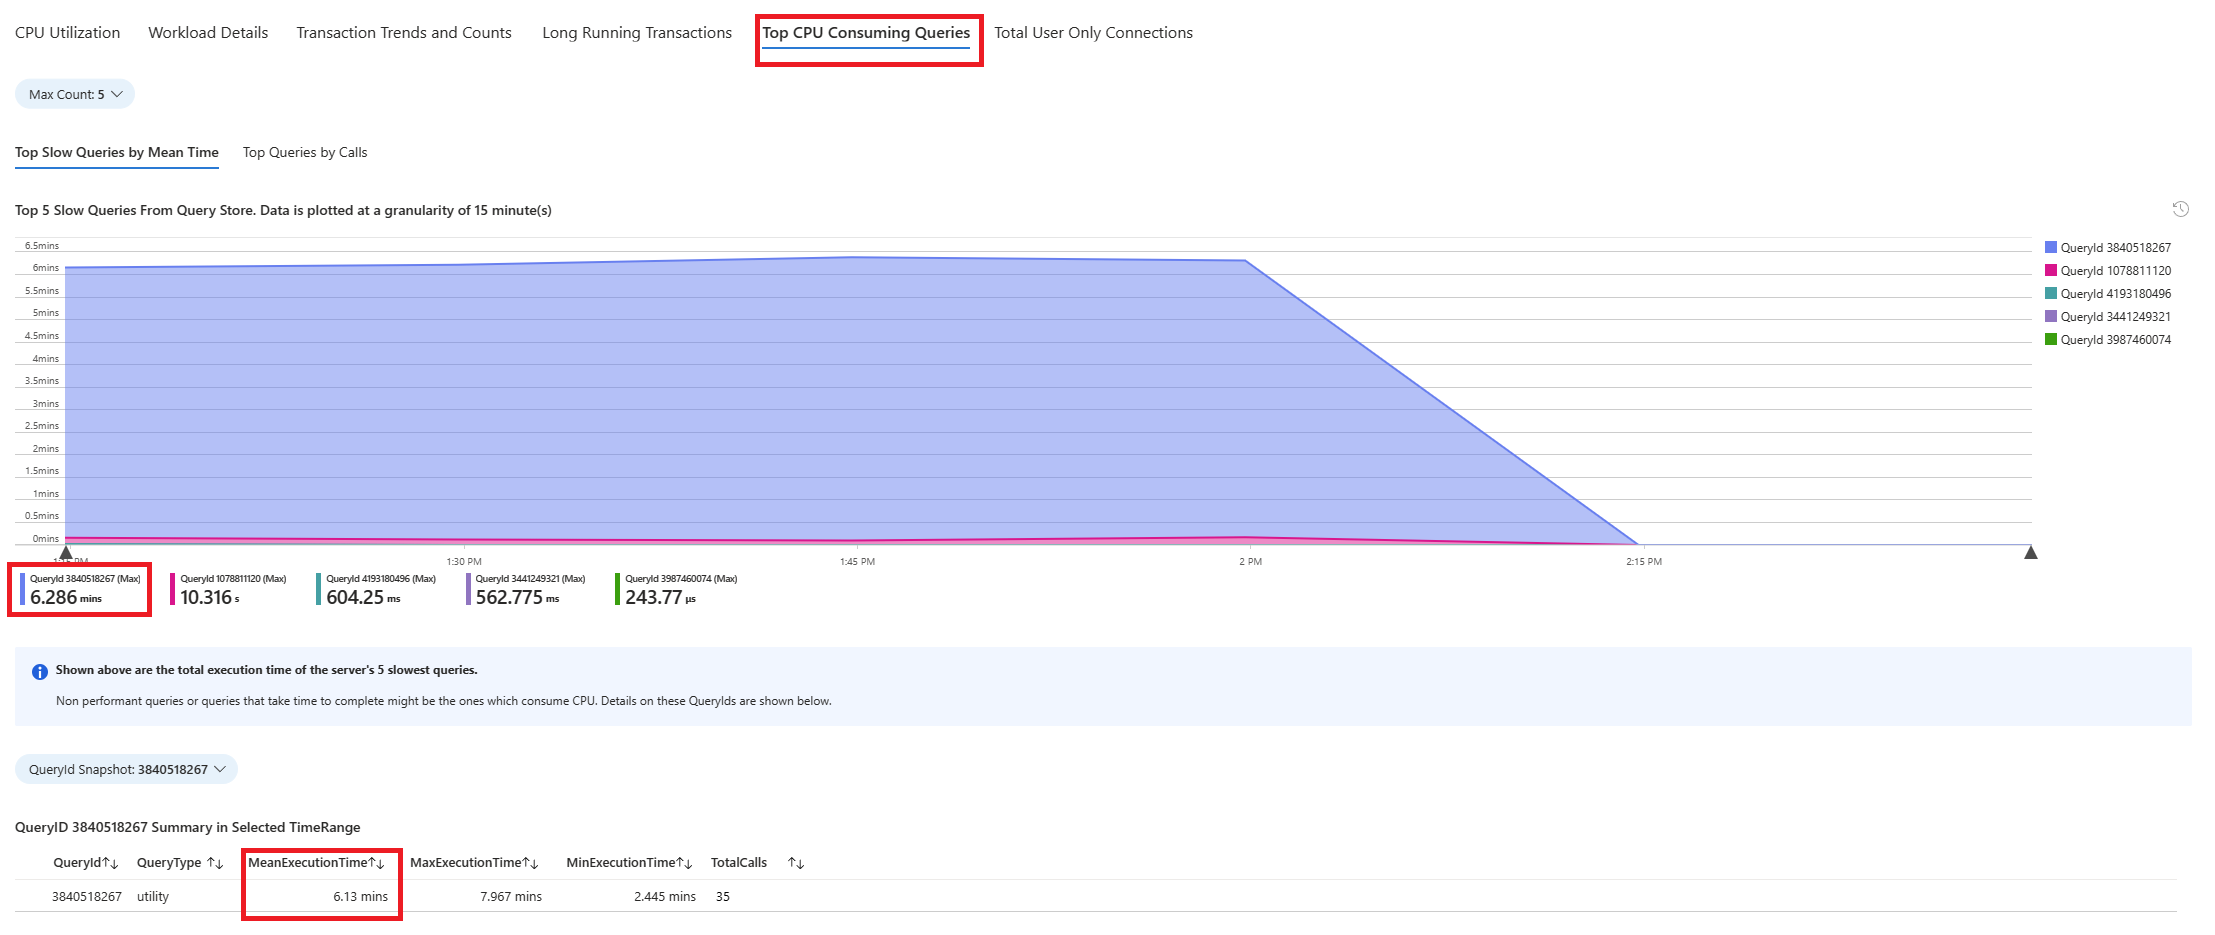 CPU Utilization Workload Details Transaction Trends and Counts Long Running Transactions Top CPU Consuming Queries Total User Only Connections
Max Count: 5
Top Slow Queries by Mean Time Top Queries by Calls
Top 5 Slow Queries From Query Store. Data is plotted at a granularity of 15 minute(s)
6.5mins
6mins
5.5mins
5mins
4.5mins
4mins
3.5mins
3mins
2.5mins
2mins
1.5mins
1mins
0.5mins
0mins
QueryId 3840518267
QueryId 1078811120
QueryId 4193180496
QueryId 3441249321
QueryId 3987460074
1:15 PM 1:30 PM 1:45 PM 2 PM 2:15 PM
QueryId 3840518267 (Max) QueryId 1078811120 (Max) QueryId 4193180496 (Max) QueryId 3441249321 (Max) QueryId 3987460074 (Max)
6.286 mins 10.316 s 604.25 ms 562.775 ms 243.77 µs
Shown above are the total execution time of the server's 5 slowest queries.
Non performant queries or queries that take time to complete might be the ones which consume CPU. Details on these QueryIds are shown below.
QueryId Snapshot: 3840518267
QueryID 3840518267 Summary in Selected TimeRange
QueryId↑↓ QueryType ↑↓ MeanExecutionTime↑↓ MaxExecutionTime↑↓ MinExecutionTime↑↓ TotalCalls ↑↓
3840518267 utility 6.13 mins 7.967 mins 2.445 mins 35